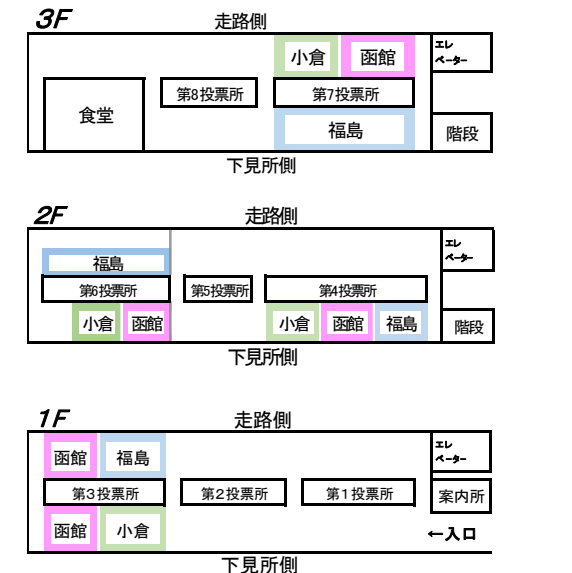 3F
走路側
小倉 函館
エレ
ベーター
第8投票所 第7投票所
食堂
福島
階段
下見所側
2F
走路側
エレ
ベーター
福島
第6投票所 第5投票所 第4投票所
小倉 函館 小倉 函館 福島
階段
下見所側
1F
走路側
エレ
ベーター
函館 福島
第3投票所 第2投票所 第1投票所
案内所
函館 小倉
←入口
下見所側